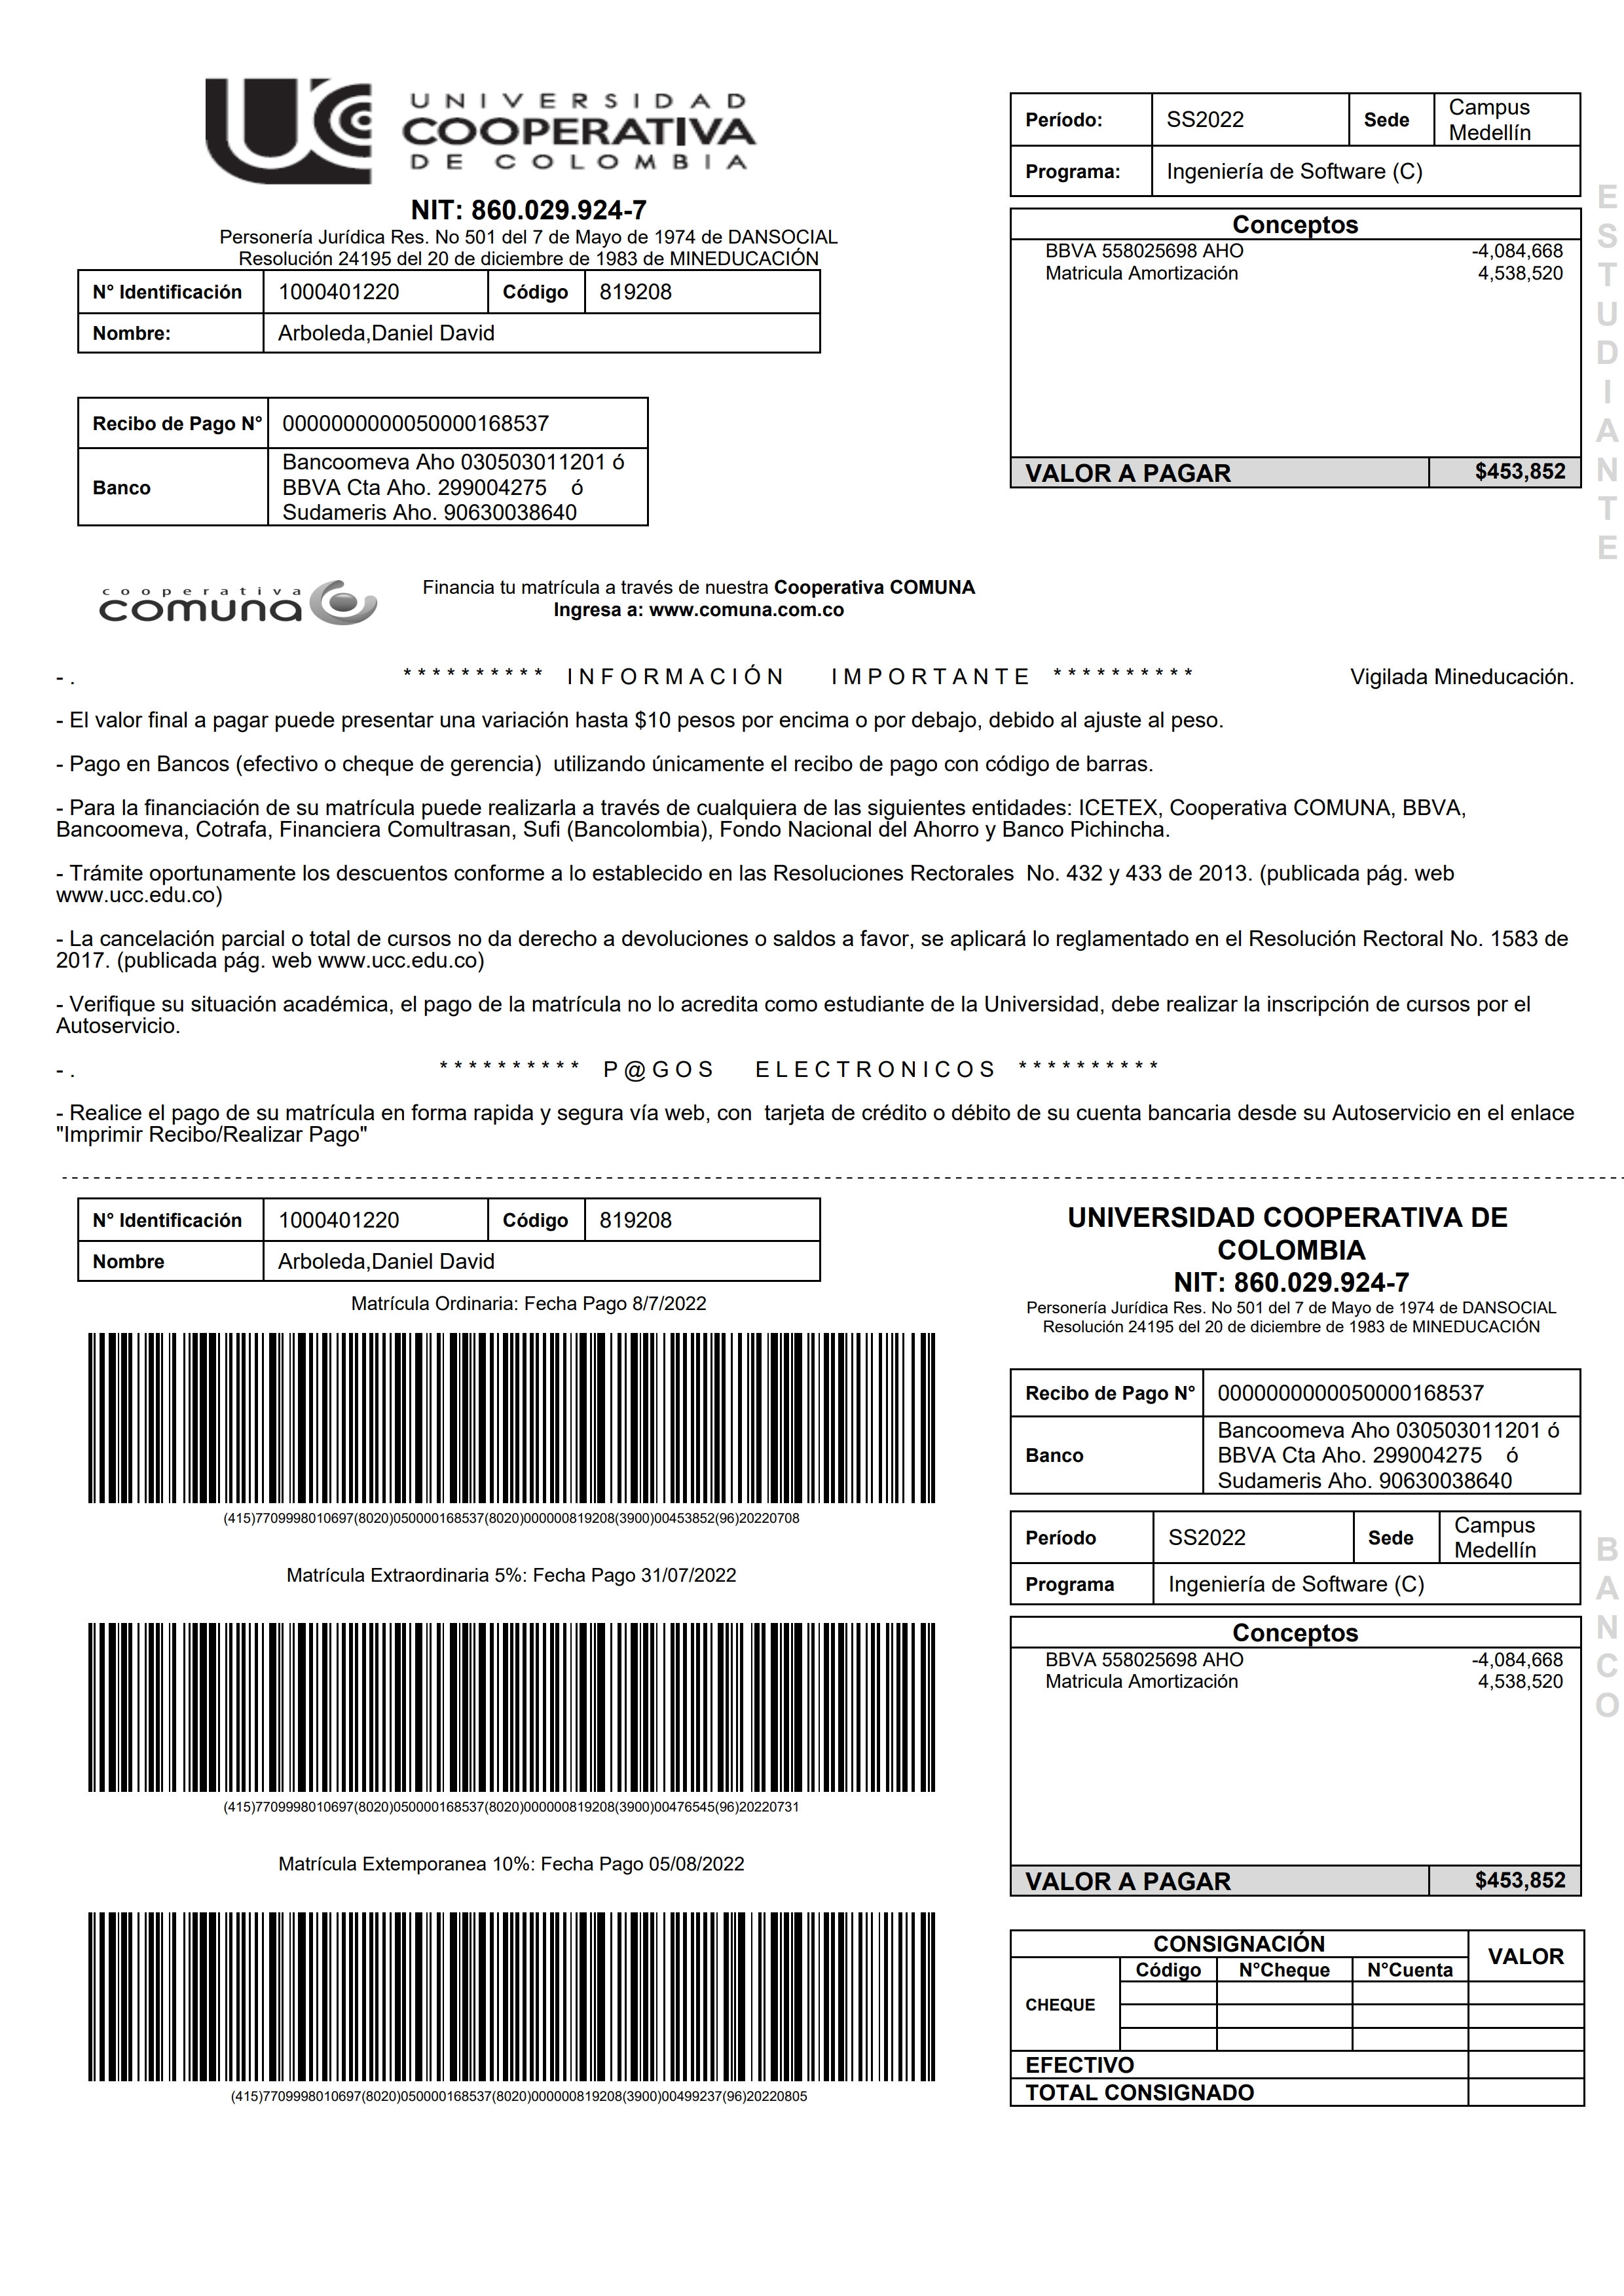 UNIVERSIDAD
COOPERATIVA
DE COLOMBIA
NIT: 860.029.924-7
Personería Jurídica Res. No 501 del 7 de Mayo de 1974 de DANSOCIAL
Resolución 24195 del 20 de diciembre de 1983 de MINEDUCACIÓN
N° Identificación 1000401220 Código 819208
Nombre: Arboleda,Daniel David
Recibo de Pago N° 0000000000050000168537
Banco
Bancoomeva Aho 030503011201 ó
BBVA Cta Aho. 299004275 ó
Sudameris Aho. 90630038640
Período: SS2022 Sede Campus
Medellín
Programa: Ingeniería de Software (C)
Conceptos
BBVA 558025698 AHO -4,084,668
Matricula Amortización 4,538,520
VALOR A PAGAR $453,852
ESTUDIANTE
cooperativa
comuna
Financia tu matrícula a través de nuestra Cooperativa COMUNA
Ingresa a: www.comuna.com.co
- . ********** INFORMACIÓN IMPORTANTE ********** Vigilada Mineducación.
- El valor final a pagar puede presentar una variación hasta $10 pesos por encima o por debajo, debido al ajuste al peso.
- Pago en Bancos (efectivo o cheque de gerencia) utilizando únicamente el recibo de pago con código de barras.
- Para la financiación de su matrícula puede realizarla a través de cualquiera de las siguientes entidades: ICETEX, Cooperativa COMUNA, BBVA,
Bancoomeva, Cotrafa, Financiera Comultrasan, Sufi (Bancolombia), Fondo Nacional del Ahorro y Banco Pichincha.
- Trámite oportunamente los descuentos conforme a lo establecido en las Resoluciones Rectorales No. 432 y 433 de 2013. (publicada pág. web
www.ucc.edu.co)
- La cancelación parcial o total de cursos no da derecho a devoluciones o saldos a favor, se aplicará lo reglamentado en el Resolución Rectoral No. 1583 de
2017. (publicada pág. web www.ucc.edu.co)
- Verifique su situación académica, el pago de la matrícula no lo acredita como estudiante de la Universidad, debe realizar la inscripción de cursos por el
Autoservicio.
- . ********** P@GOS ELECTRONICOS **********
- Realice el pago de su matrícula en forma rapida y segura vía web, con tarjeta de crédito o débito de su cuenta bancaria desde su Autoservicio en el enlace
"Imprimir Recibo/Realizar Pago"
N° Identificación 1000401220 Código 819208
Nombre Arboleda,Daniel David
Matrícula Ordinaria: Fecha Pago 8/7/2022
(415)7709998010697(8020)050000168537(8020)000000819208(3900)00453852(96)20220708
Matrícula Extraordinaria 5%: Fecha Pago 31/07/2022
(415)7709998010697(8020)050000168537(8020)000000819208(3900)00476545(96)20220731
Matrícula Extemporanea 10%: Fecha Pago 05/08/2022
(415)7709998010697(8020)050000168537(8020)000000819208(3900)00499237(96)20220805
UNIVERSIDAD COOPERATIVA DE
COLOMBIA
NIT: 860.029.924-7
Personería Jurídica Res. No 501 del 7 de Mayo de 1974 de DANSOCIAL
Resolución 24195 del 20 de diciembre de 1983 de MINEDUCACIÓN
Recibo de Pago N° 0000000000050000168537
Banco
Bancoomeva Aho 030503011201 ó
BBVA Cta Aho. 299004275 ó
Sudameris Aho. 90630038640
Período SS2022 Sede Campus
Medellín
Programa Ingeniería de Software (C)
Conceptos
BBVA 558025698 AHO -4,084,668
Matricula Amortización 4,538,520
VALOR A PAGAR $453,852
BANCO
CONSIGNACIÓN VALOR
Código N°Cheque N°Cuenta
CHEQUE
EFECTIVO
TOTAL CONSIGNADO